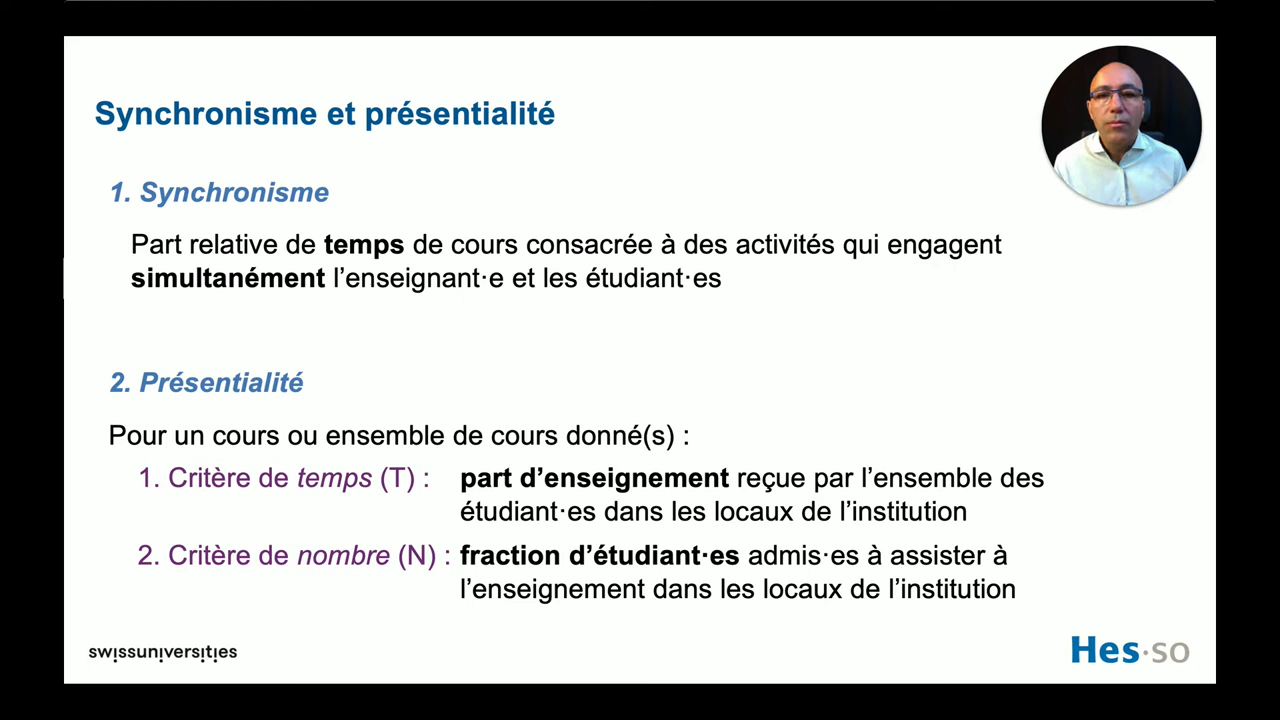 Synchronisme et présentialité
1. Synchronisme
Part relative de temps de cours consacrée à des activités qui engagent
simultanément l’enseignant·e et les étudiant·es
2. Présentialité
Pour un cours ou ensemble de cours donné(s) :
1. Critère de temps (T) : part d’enseignement reçue par l’ensemble des
étudiant·es dans les locaux de l’institution
2. Critère de nombre (N) : fraction d’étudiant·es admis·es à assister à
l’enseignement dans les locaux de l’institution
swissuniversities
Hes·so